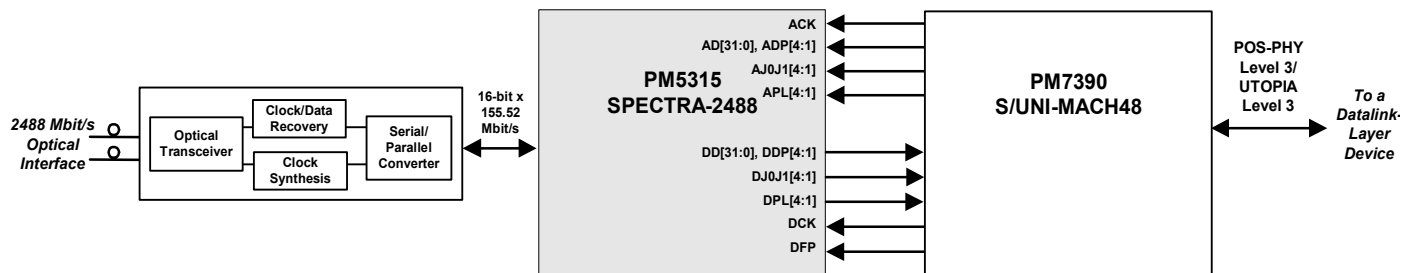 2488 Mbit/s
Optical
Interface
Optical
Transceiver
Clock/Data
Recovery
Clock
Synthesis
Serial/
Parallel
Converter
16-bit x
155.52
Mbit/s
PM5315
SPECTRA-2488
ACK
AD[31:0], ADP[4:1]
AJ0J1[4:1]
APL[4:1]
DD[31:0], DDP[4:1]
DJ0J1[4:1]
DPL[4:1]
DCK
DFP
PM7390
S/UNI-MACH48
POS-PHY
Level 3/
UTOPIA
Level 3
To a
Datalink-
Layer
Device